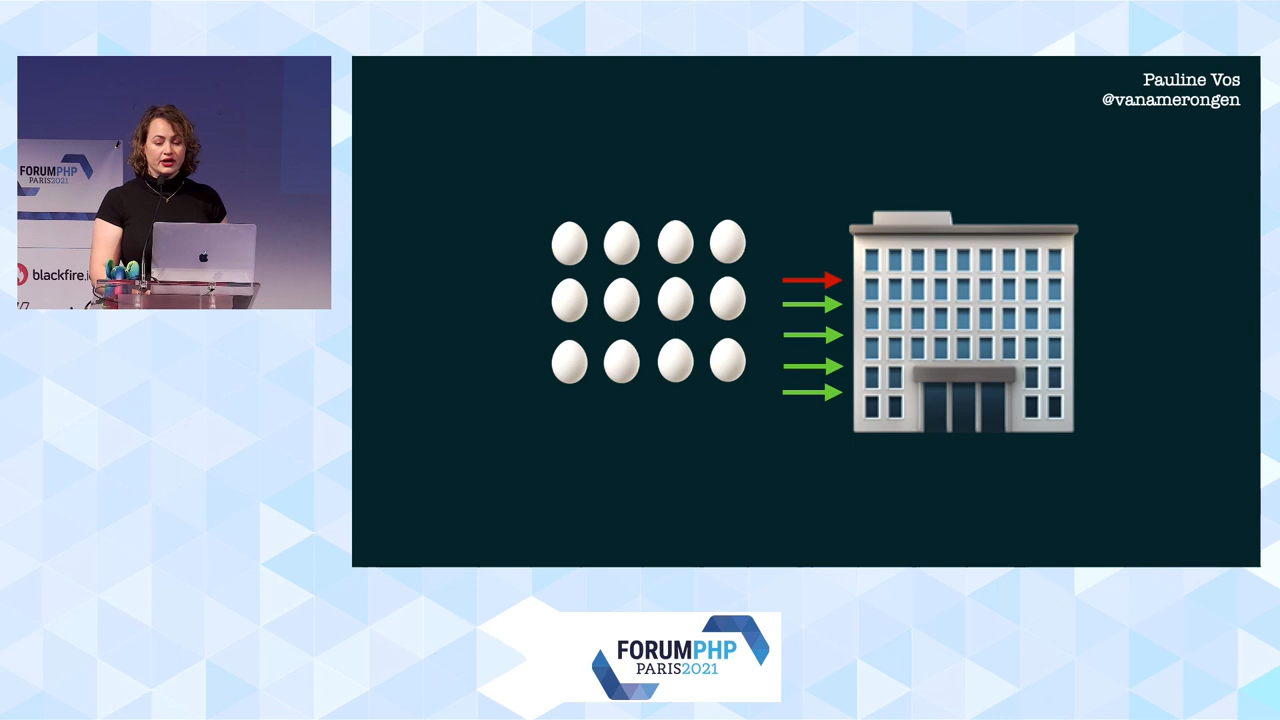 Pauline Vos
@vanamerongen
FORUMPHP
PARIS2021
blackfire.i
FORUMPHP
PARIS2021